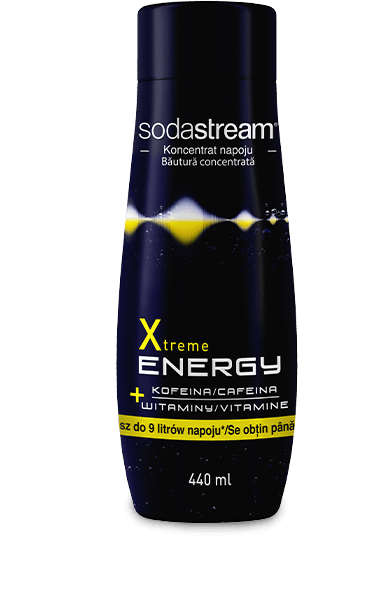 sodastream®
Koncentrat napoju
Băutură concentrată
Xtreme
ENERGY
+ KOFEINA/CAFEINA
WITAMINY/VITAMINE
sz do 9 litrów napoju*/Se obțin până
440 ml